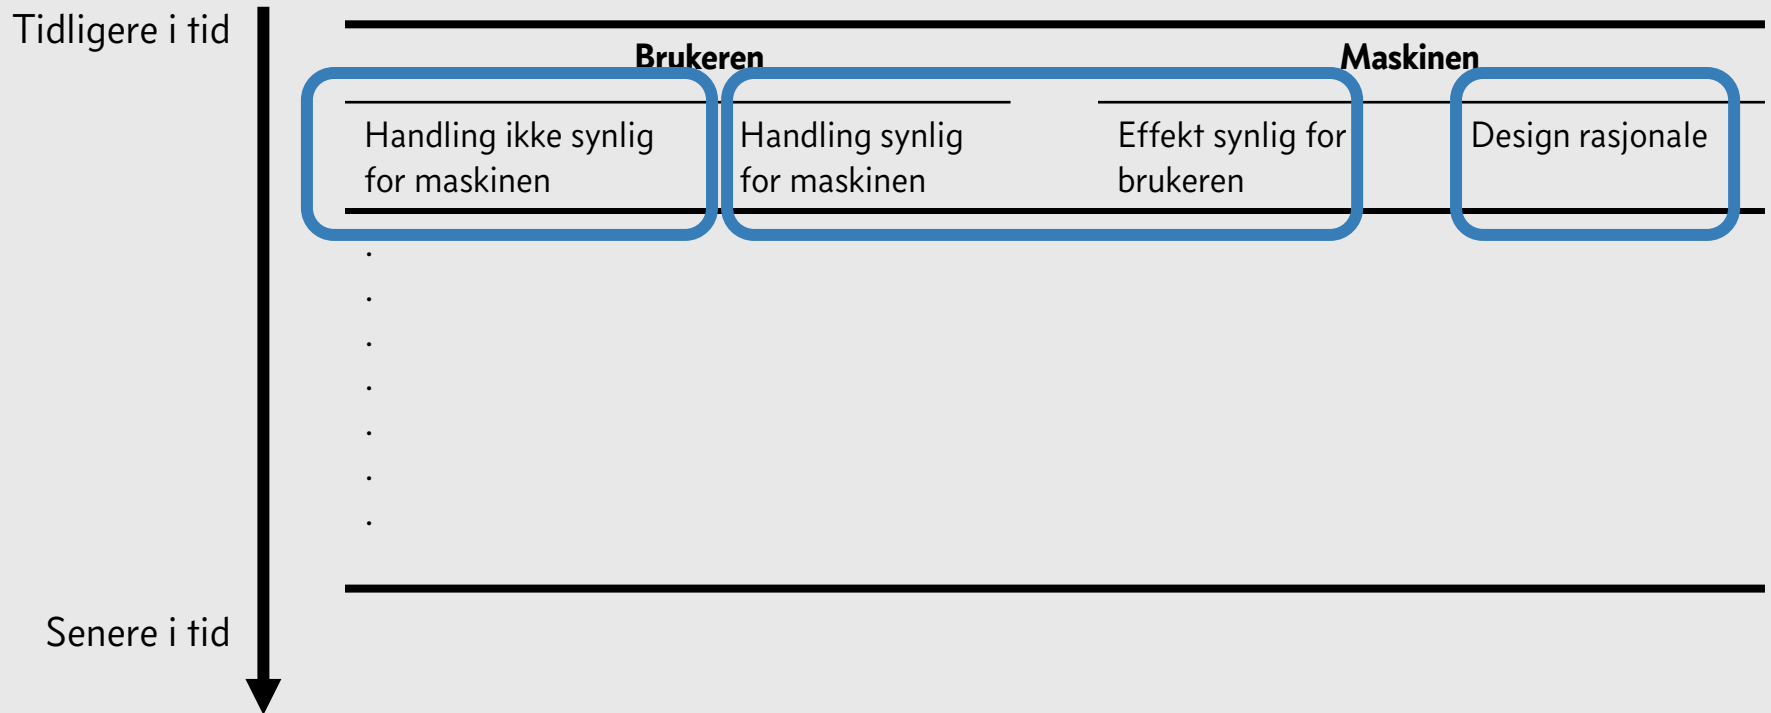 Tidligere i tid
Brukeren
Maskinen
Handling ikke synlig
for maskinen
Handling synlig
for maskinen
Effekt synlig for
brukeren
Design rasjonale
.
.
.
.
.
.
.
Senere i tid